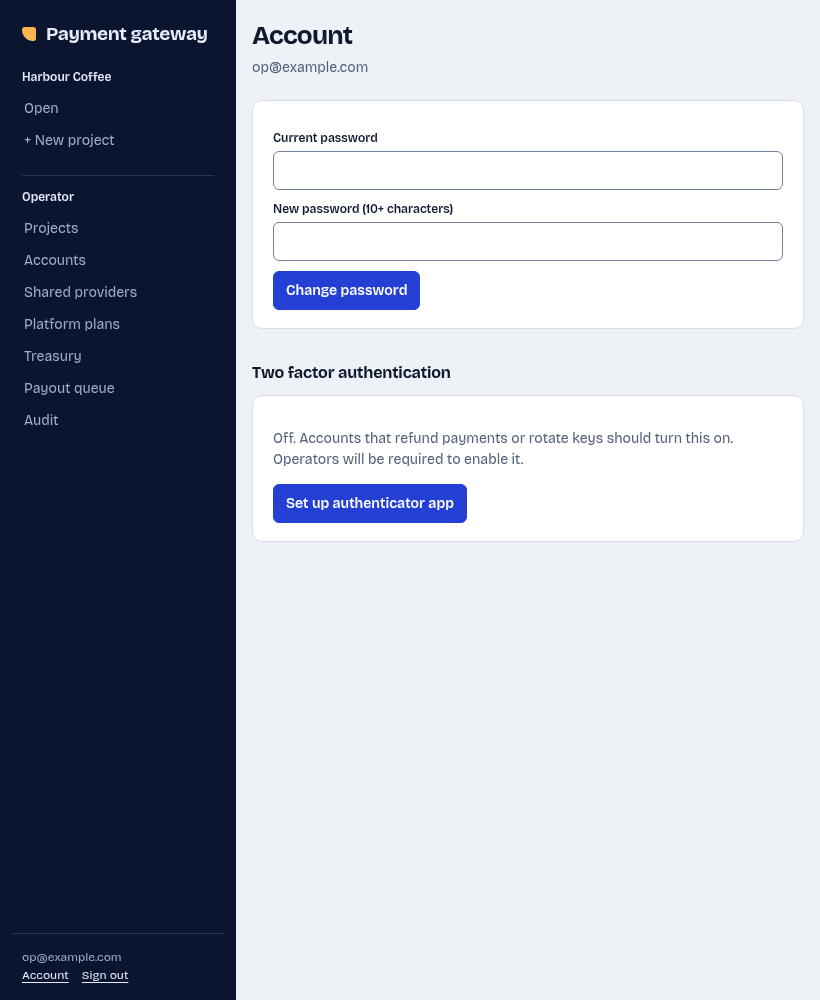 Payment gateway
Harbour Coffee
Open
+ New project
Operator
Projects
Accounts
Shared providers
Platform plans
Treasury
Payout queue
Audit
op@example.com
Account
Sign out
Account
op@example.com
Current password
New password (10+ characters)
Change password
Two factor authentication
Off. Accounts that refund payments or rotate keys should turn this on.
Operators will be required to enable it.
Set up authenticator app